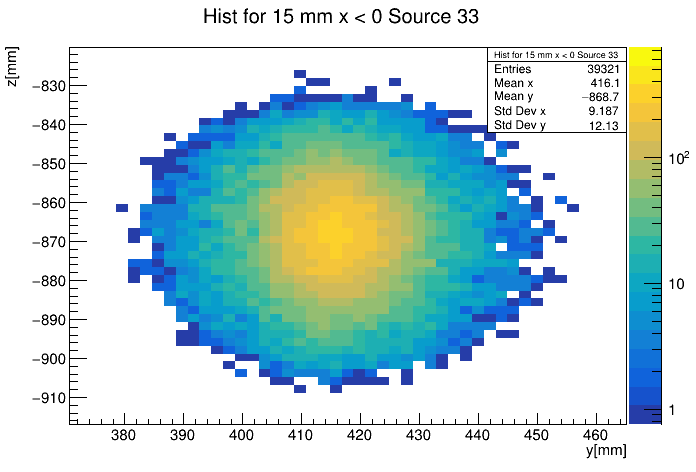 Hist for 15 mm x < 0 Source 33
z[mm]
Hist for 15 mm x < 0 Source 33
Entries 39321
Mean x 416.1
Mean y −868.7
Std Dev x 9.187
Std Dev y 12.13
−830
−840
−850
−860
−870
−880
−890
−900
−910
380 390 400 410 420 430 440 450 460
y[mm]
10²
10
1